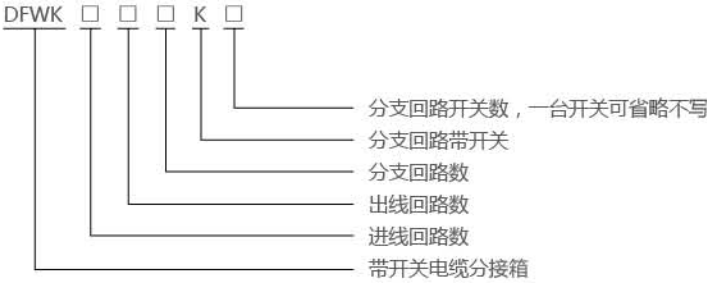 DFWK □ □ □ K □
分支回路开关数，一台开关可省略不写
分支回路带开关
分支回路数
出线回路数
进线回路数
带开关电缆分接箱